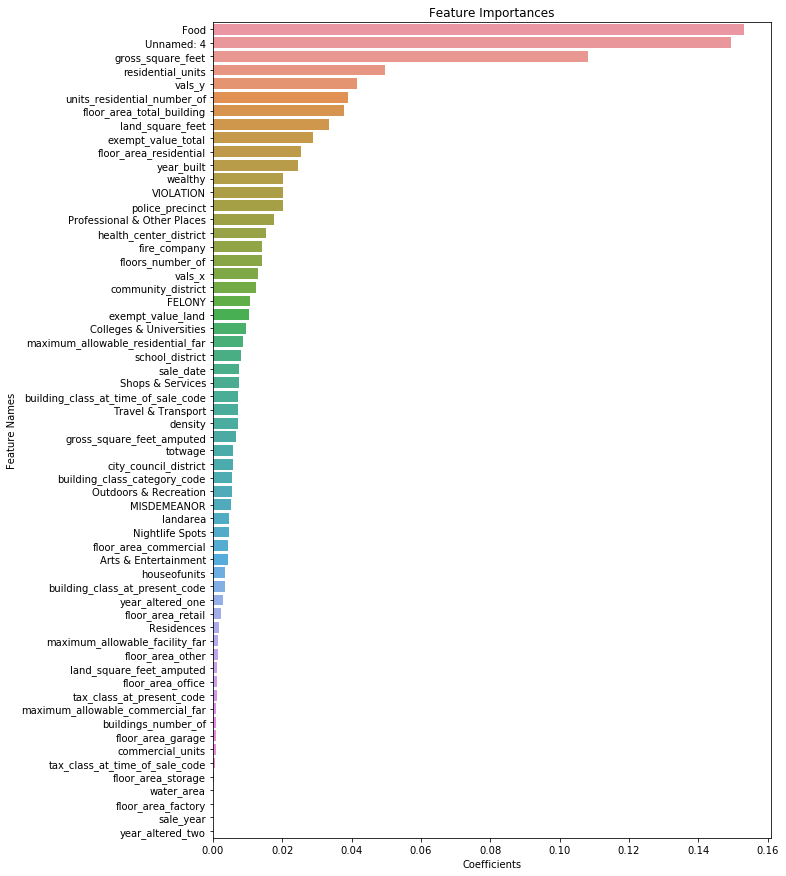 Feature Importances
Feature Names
Food
Unnamed: 4
gross_square_feet
residential_units
vals_y
units_residential_number_of
floor_area_total_building
land_square_feet
exempt_value_total
floor_area_residential
year_built
wealthy
VIOLATION
police_precinct
Professional & Other Places
health_center_district
fire_company
floors_number_of
vals_x
community_district
FELONY
exempt_value_land
Colleges & Universities
maximum_allowable_residential_far
school_district
sale_date
Shops & Services
building_class_at_time_of_sale_code
Travel & Transport
density
gross_square_feet_amputed
totwage
city_council_district
building_class_category_code
Outdoors & Recreation
MISDEMEANOR
landarea
Nightlife Spots
floor_area_commercial
Arts & Entertainment
houseofunits
building_class_at_present_code
year_altered_one
floor_area_retail
Residences
maximum_allowable_facility_far
floor_area_other
land_square_feet_amputed
floor_area_office
tax_class_at_present_code
maximum_allowable_commercial_far
buildings_number_of
floor_area_garage
commercial_units
tax_class_at_time_of_sale_code
floor_area_storage
water_area
floor_area_factory
sale_year
year_altered_two
0.00 0.02 0.04 0.06 0.08 0.10 0.12 0.14 0.16
Coefficients